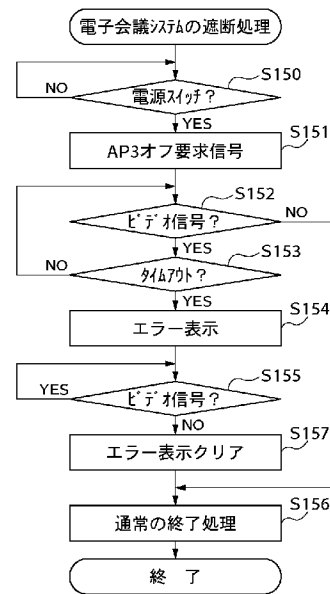 電子会議システムの遮断処理
S150
電源スイッチ?
NO
YES
S151
AP3オフ要求信号
S152
ビデオ信号?
NO
YES
S153
タイムアウト?
NO
YES
S154
エラー表示
S155
ビデオ信号?
YES
NO
S157
エラー表示クリア
S156
通常の終了処理
終 了